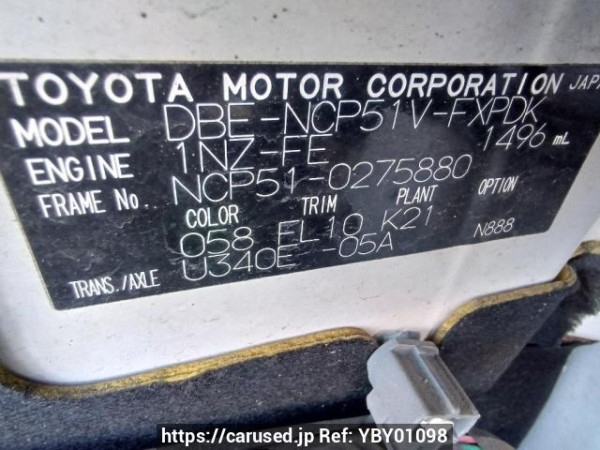 TOYOTA MOTOR CORPORATION JAPA
MODEL DBE-NCP51V-FXPDK
ENGINE 1NZ-FE 1496 mL
FRAME No. NCP51-0275880
COLOR TRIM PLANT OPTION
058 FL10 K21 N888
TRANS./AXLE U340E -05A
https://carused.jp Ref: YBY01098